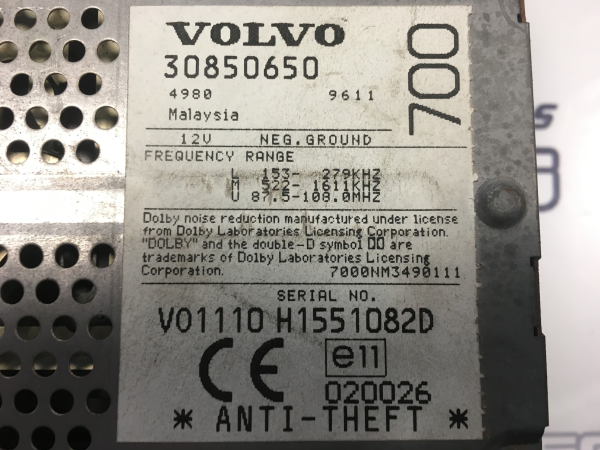 VOLVO
700
30850650
4980 9611
Malaysia
12V NEG.GROUND
FREQUENCY RANGE
L 153- 279KHZ
M 522- 1611KHZ
U 87.5-108.0MHZ
Dolby noise reduction manufactured under license
from Dolby Laboratories Licensing Corporation.
"DOLBY" and the double-D symbol DD are
trademarks of Dolby Laboratories Licensing
Corporation. 7000NM3490111
SERIAL NO.
VO1110 H1551082D
CE e11
020026
* ANTI-THEFT *